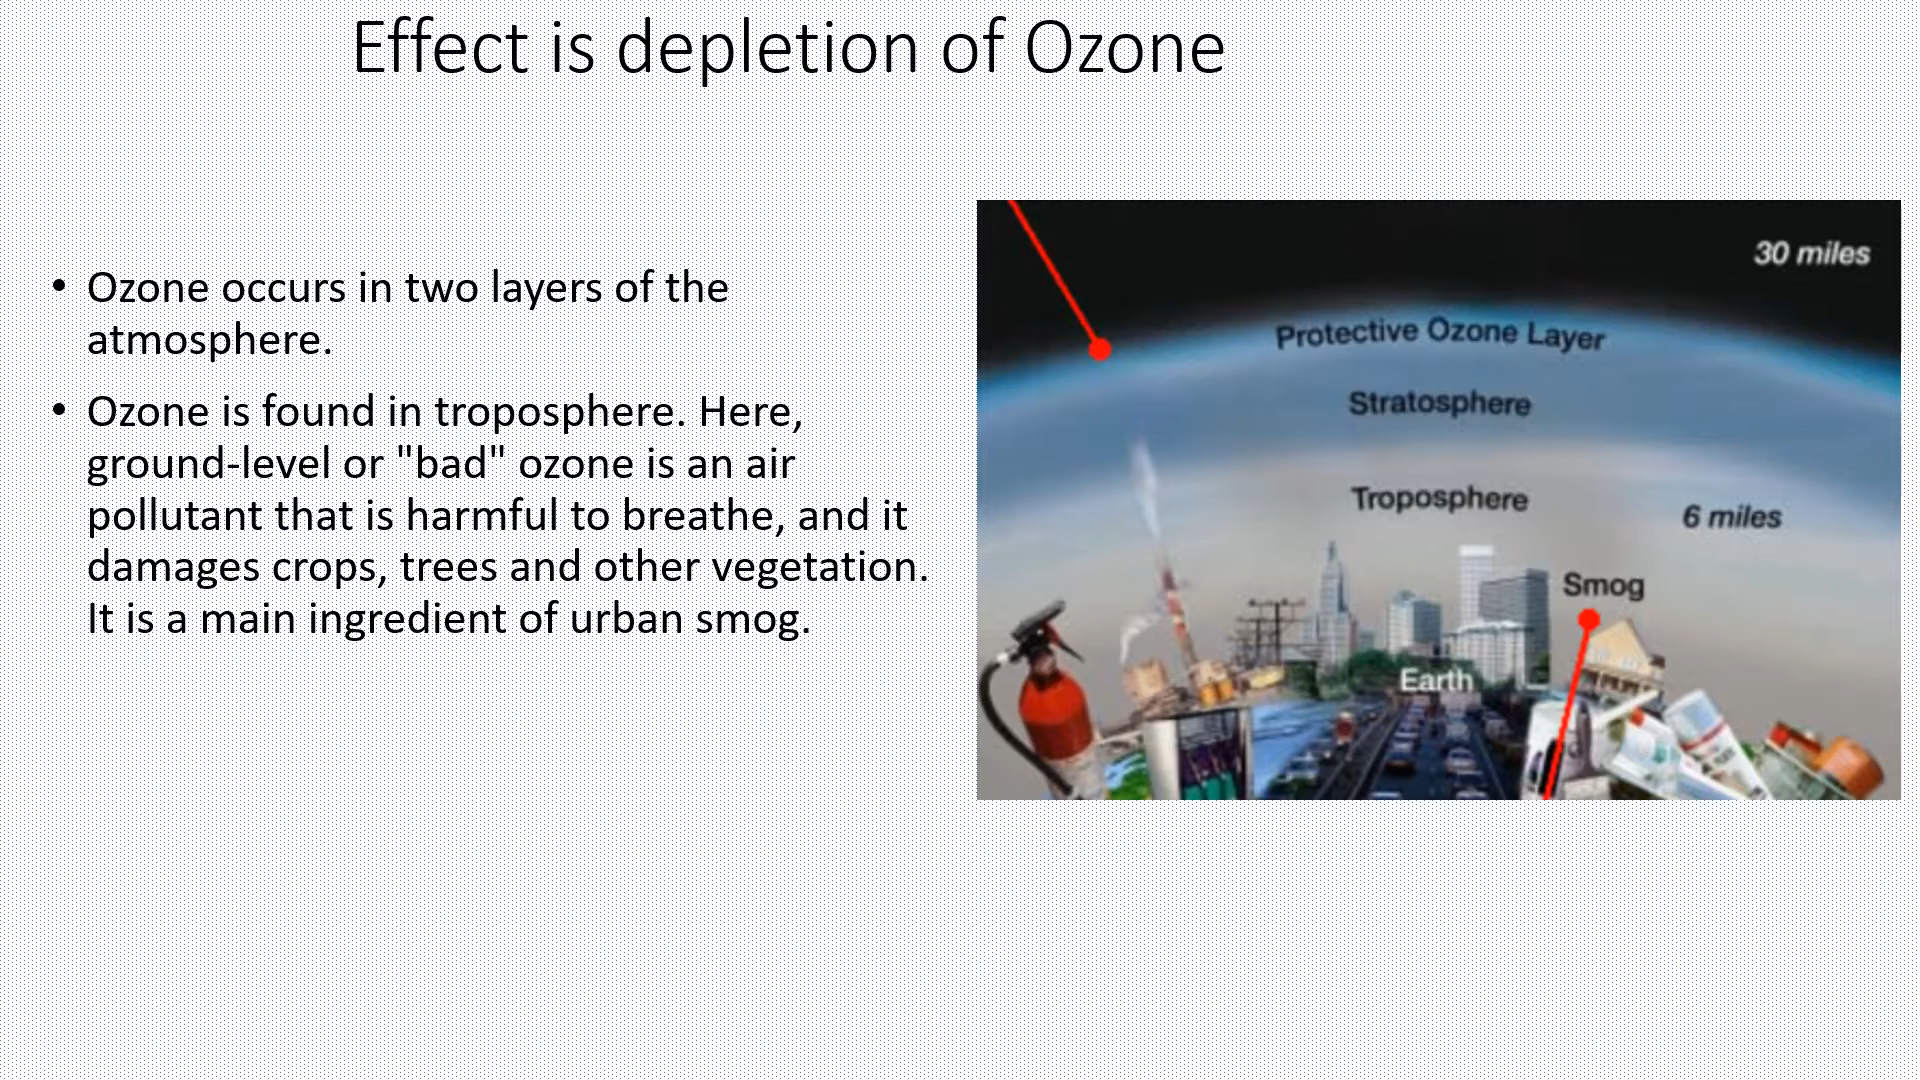 Effect is depletion of Ozone
• Ozone occurs in two layers of the
atmosphere.
• Ozone is found in troposphere. Here,
ground-level or "bad" ozone is an air
pollutant that is harmful to breathe, and it
damages crops, trees and other vegetation.
It is a main ingredient of urban smog.
30 miles
Protective Ozone Layer
Stratosphere
Troposphere
6 miles
Smog
Earth